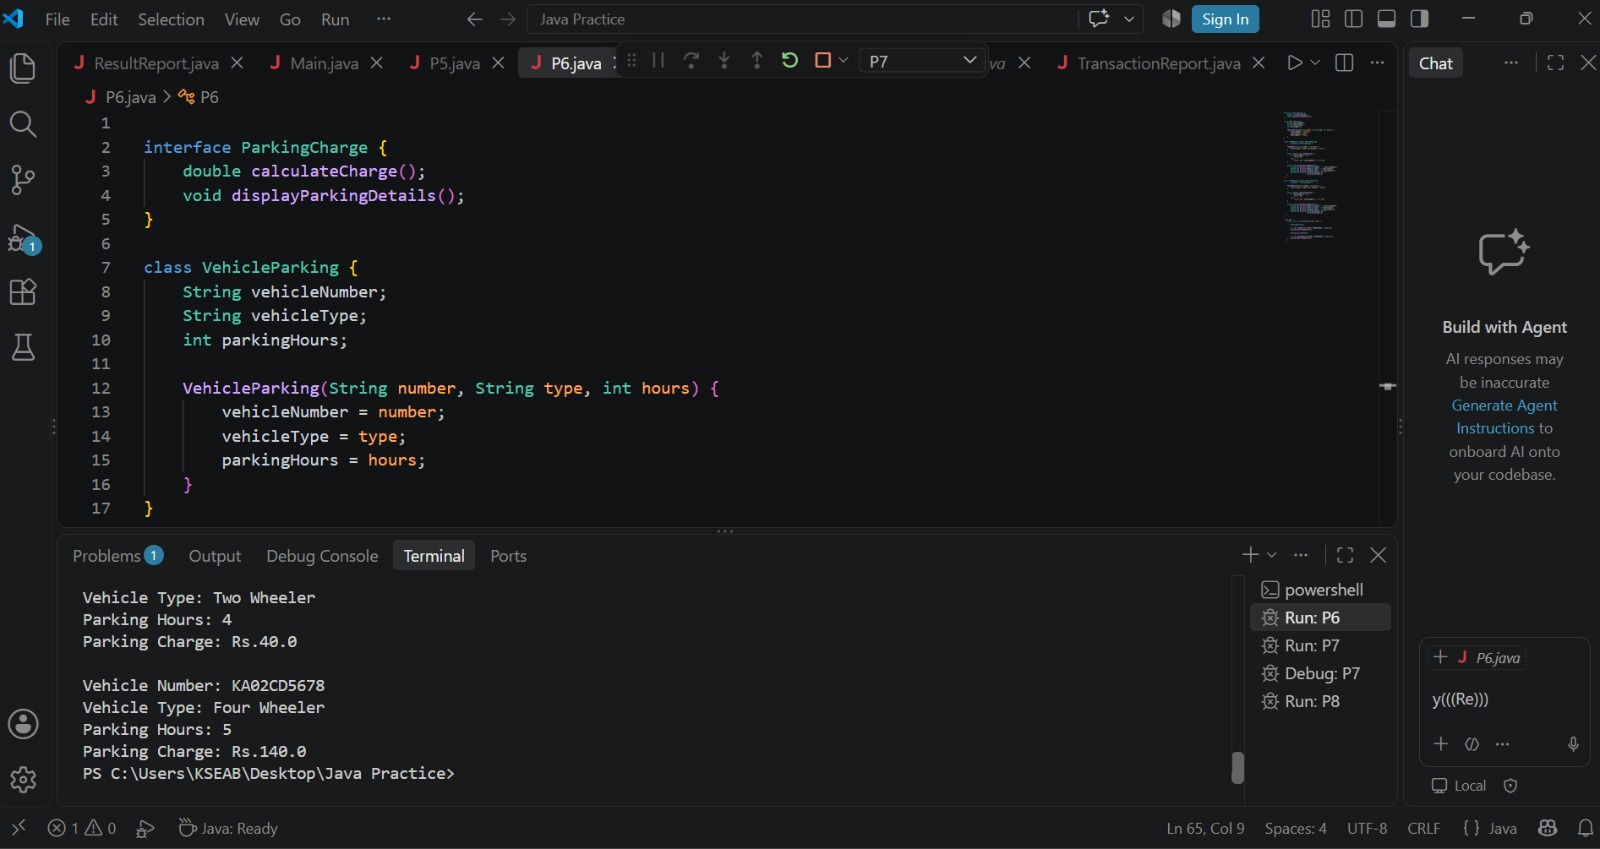 File Edit Selection View Go Run ··· Java Practice Sign In
J ResultReport.java J Main.java J P5.java J P6.java P7 va J TransactionReport.java
J P6.java > P6
1
2 interface ParkingCharge {
3 double calculateCharge();
4 void displayParkingDetails();
5 }
6
7 class VehicleParking {
8 String vehicleNumber;
9 String vehicleType;
10 int parkingHours;
11
12 VehicleParking(String number, String type, int hours) {
13 vehicleNumber = number;
14 vehicleType = type;
15 parkingHours = hours;
16 }
17 }
Problems 1 Output Debug Console Terminal Ports
Vehicle Type: Two Wheeler
Parking Hours: 4
Parking Charge: Rs.40.0
Vehicle Number: KA02CD5678
Vehicle Type: Four Wheeler
Parking Hours: 5
Parking Charge: Rs.140.0
PS C:\Users\KSEAB\Desktop\Java Practice>
powershell
Run: P6
Run: P7
Debug: P7
Run: P8
Chat
Build with Agent
AI responses may
be inaccurate
Generate Agent
Instructions to
onboard AI onto
your codebase.
J P6.java
y(((Re)))
Local
1
1 0 Java: Ready Ln 65, Col 9 Spaces: 4 UTF-8 CRLF {} Java